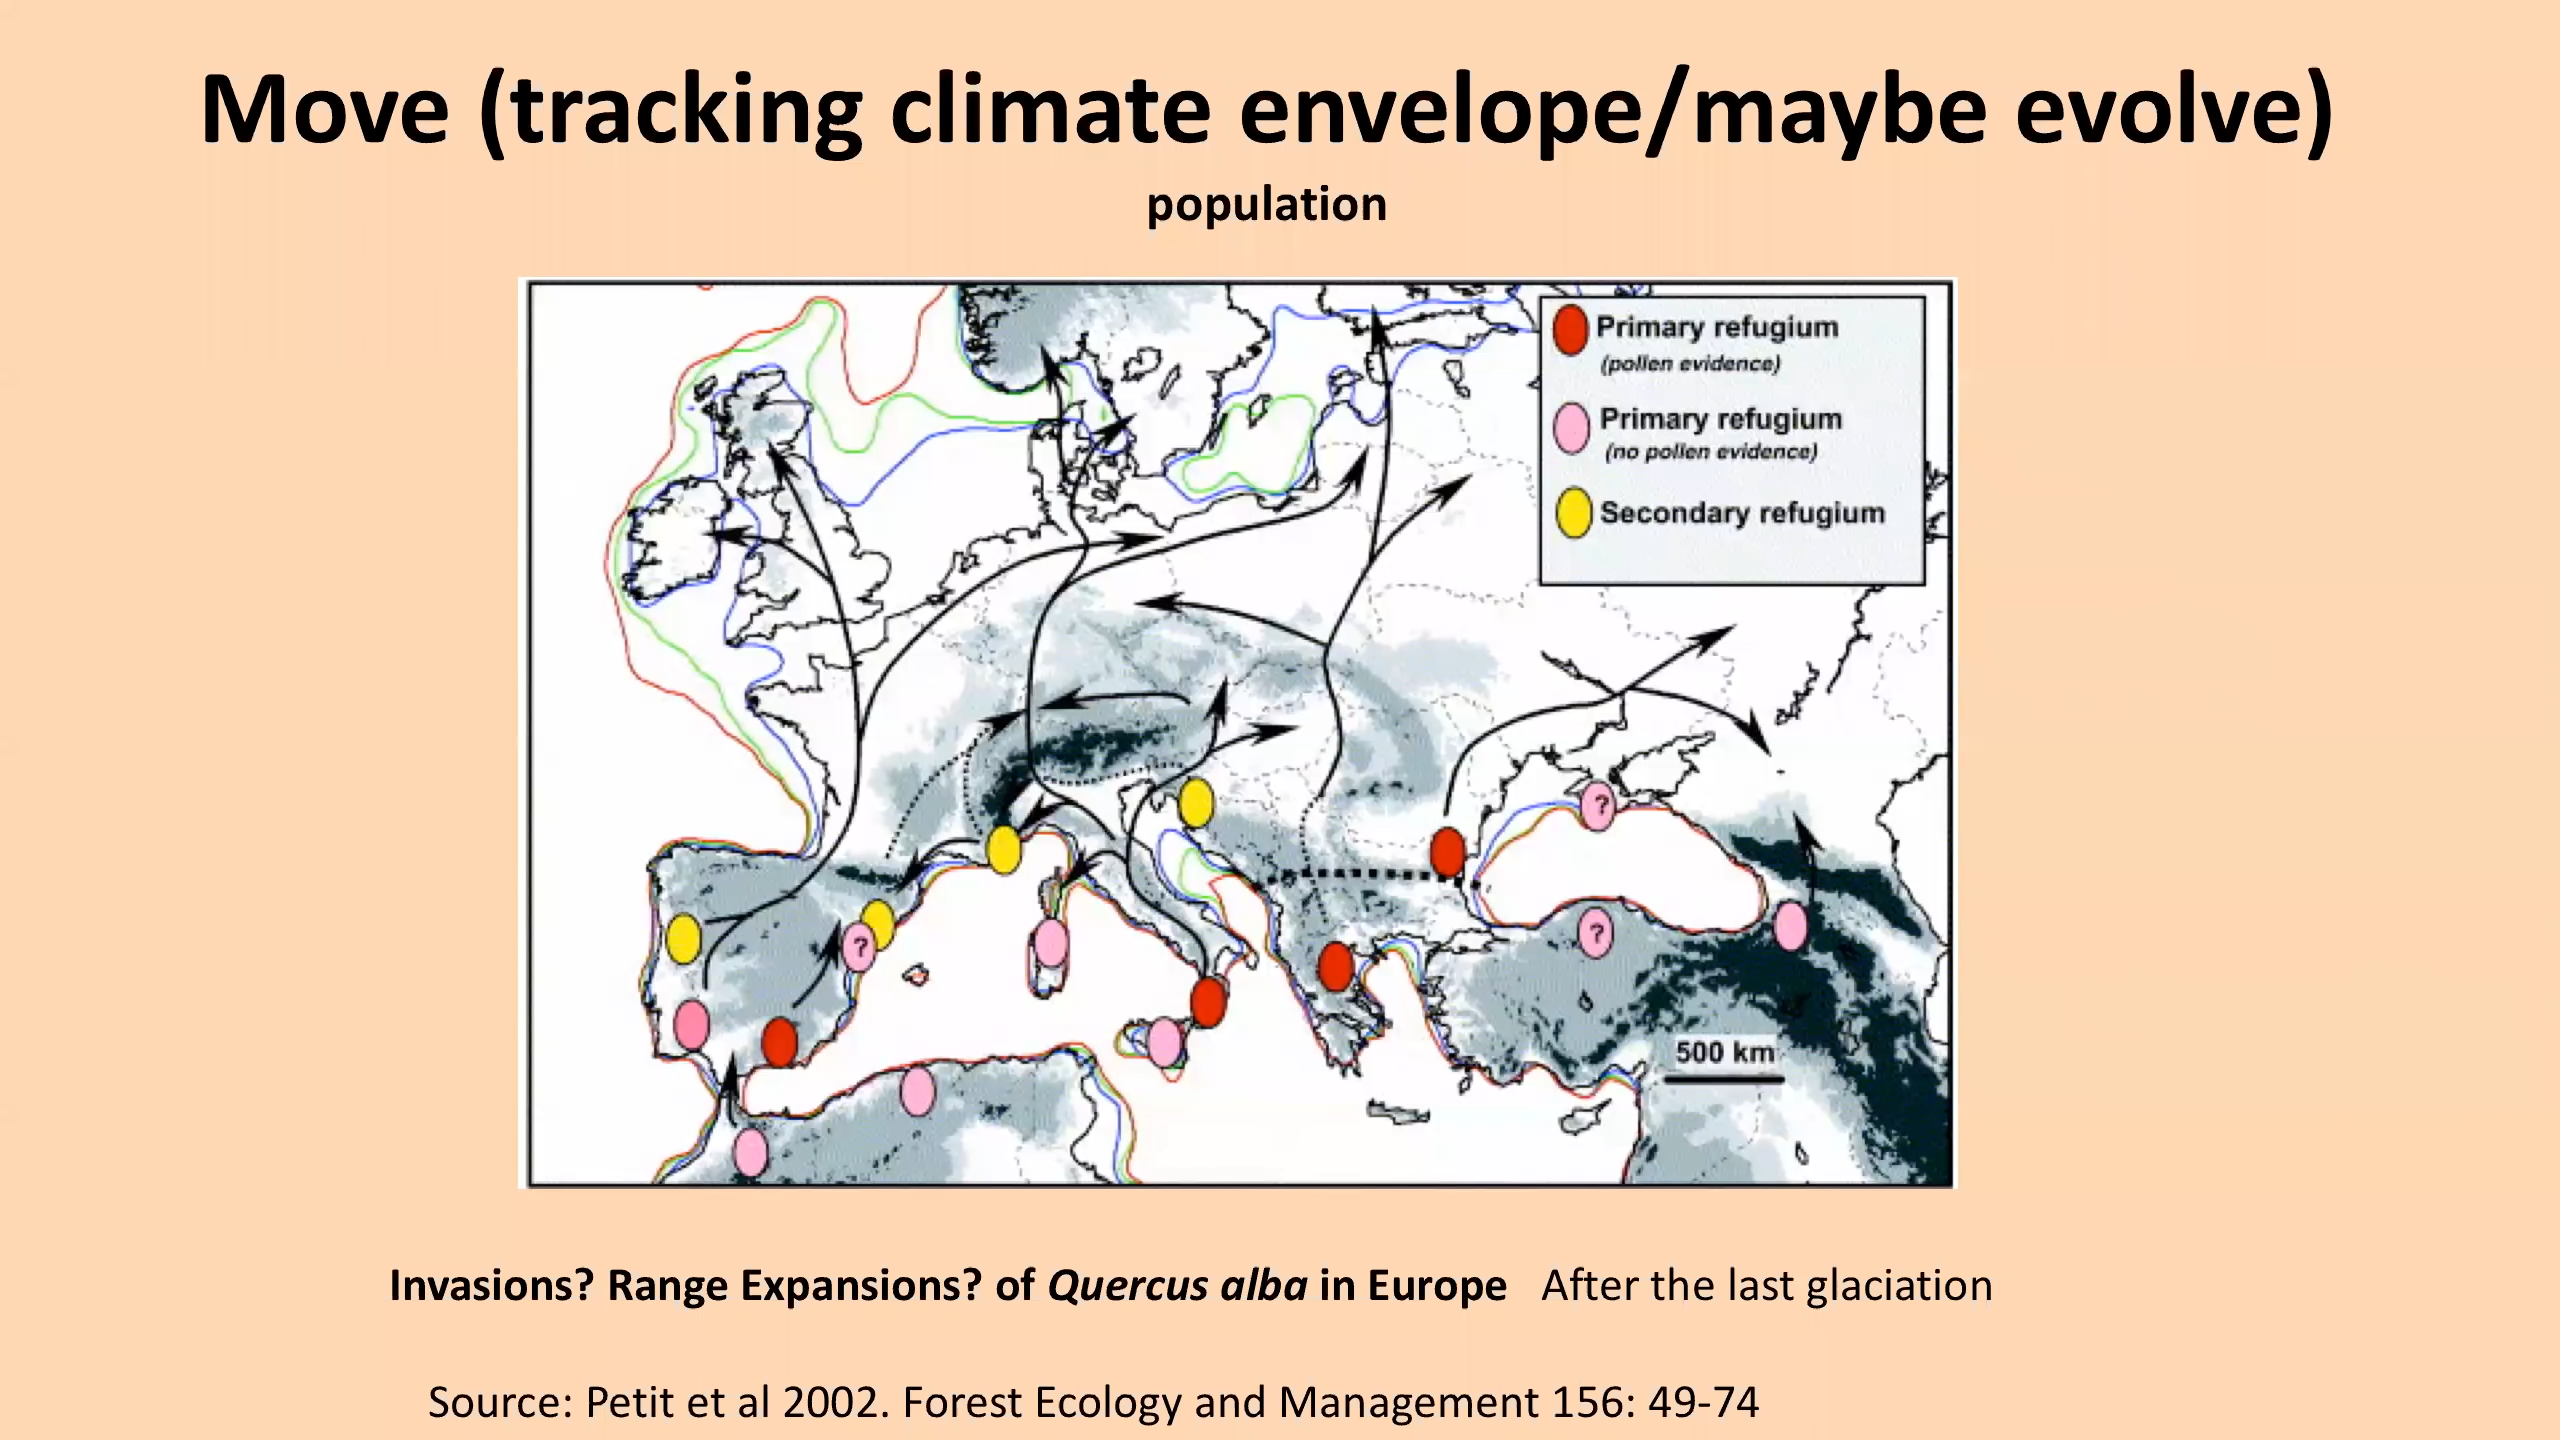 Move (tracking climate envelope/maybe evolve)
population
Primary refugium
(pollen evidence)
Primary refugium
(no pollen evidence)
Secondary refugium
?
?
?
?
500 km
Invasions? Range Expansions? of Quercus alba in Europe After the last glaciation
Source: Petit et al 2002. Forest Ecology and Management 156: 49-74